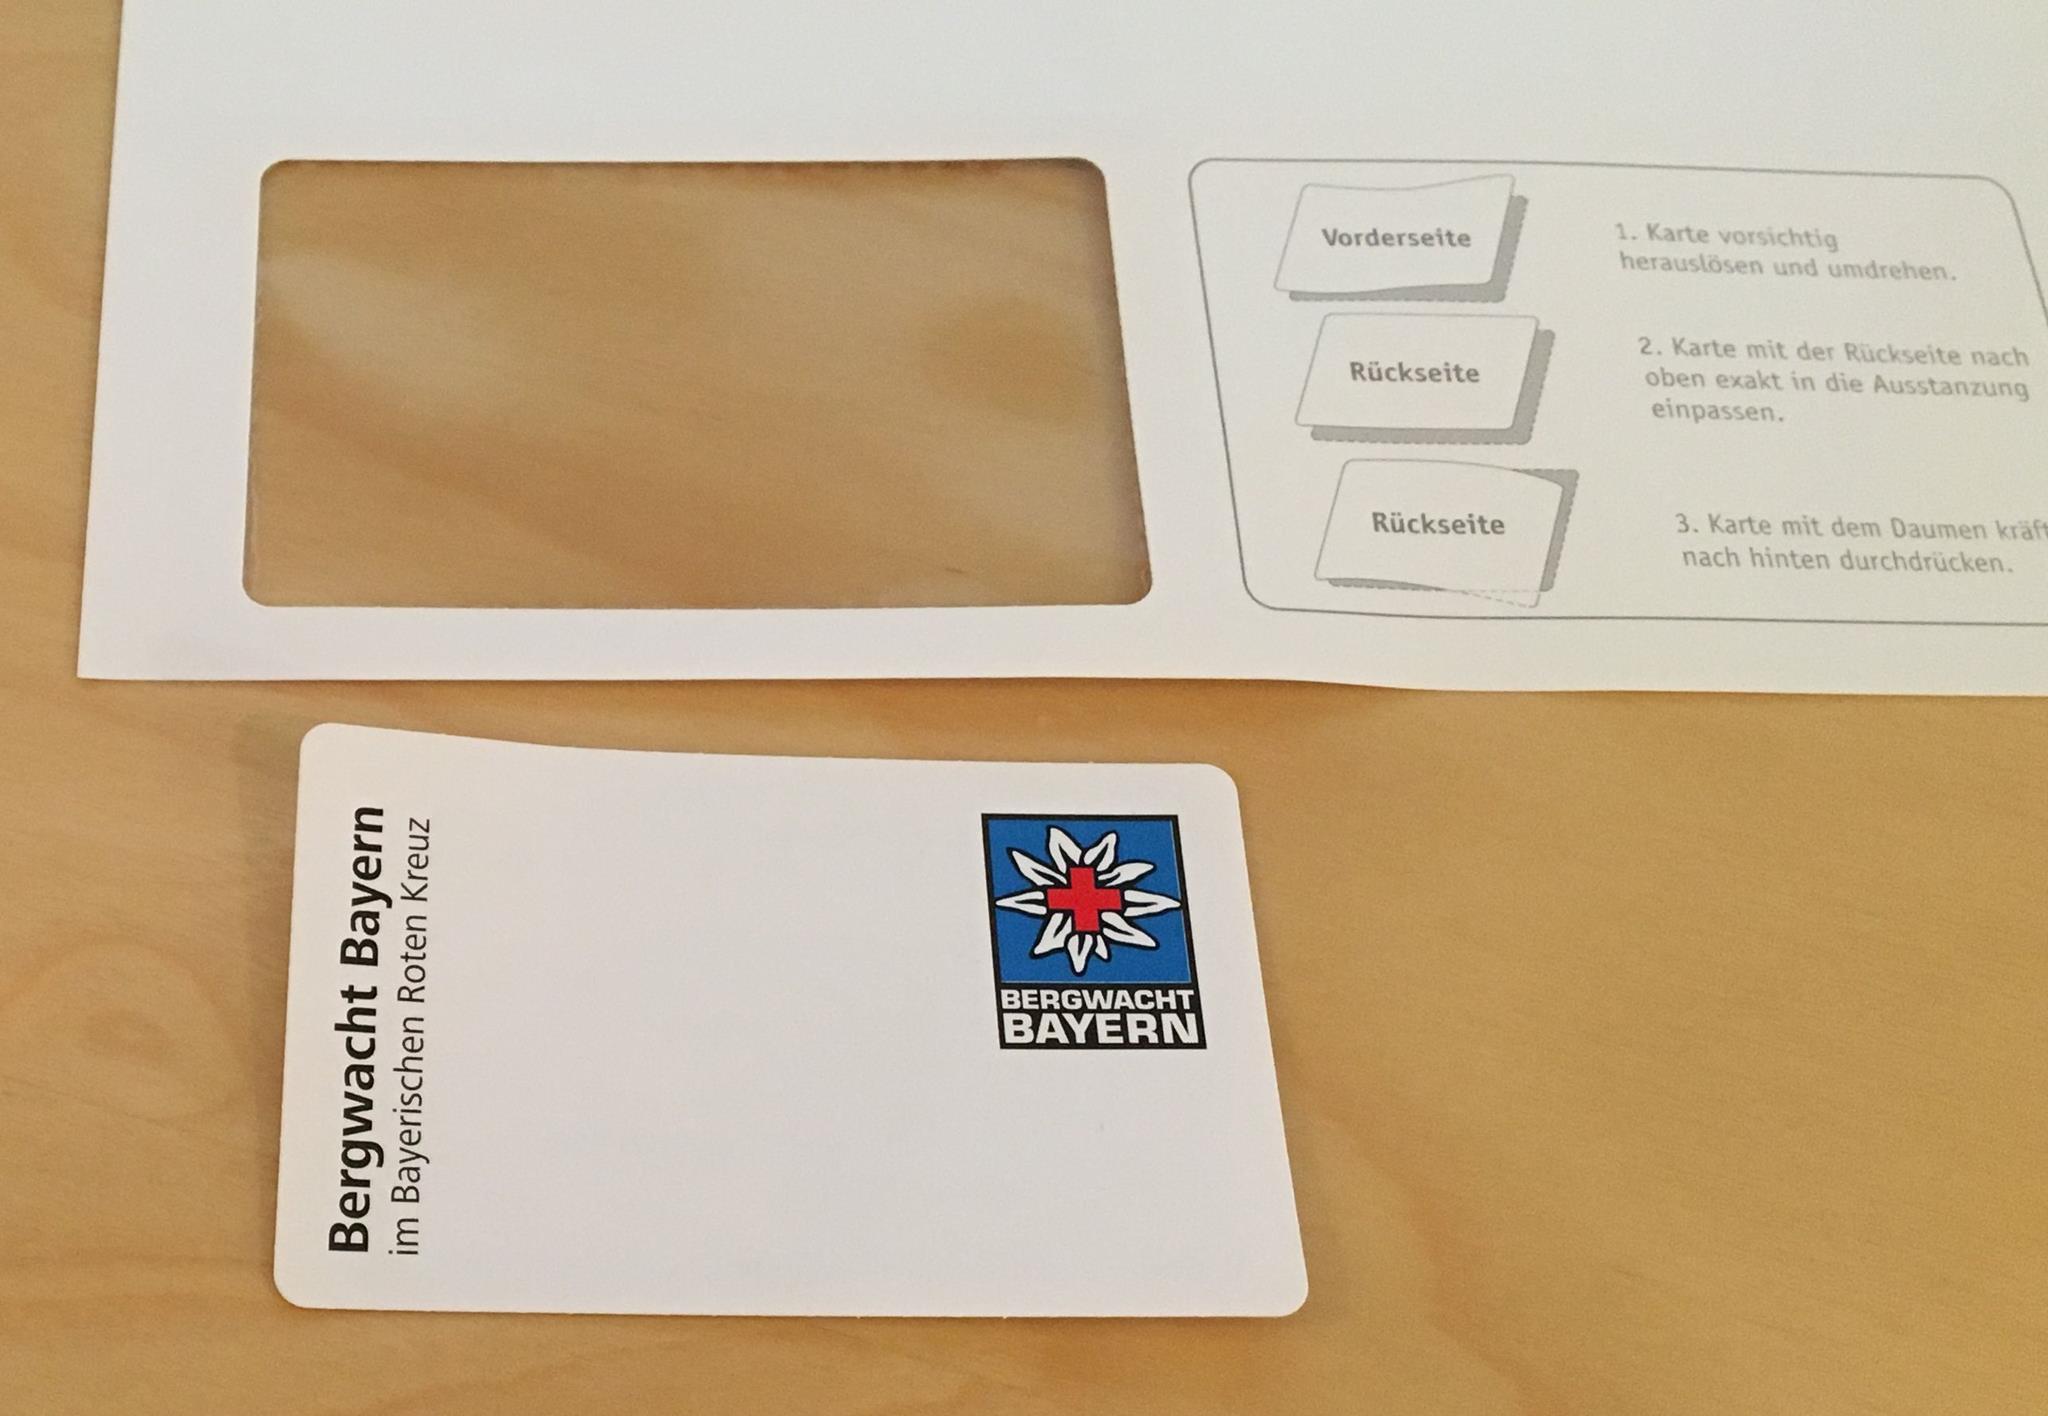 Vorderseite
1. Karte vorsichtig
herauslösen und umdrehen.
Rückseite
2. Karte mit der Rückseite nach
oben exakt in die Ausstanzung
einpassen.
Rückseite
3. Karte mit dem Daumen kräft
nach hinten durchdrücken.
Bergwacht Bayern
im Bayerischen Roten Kreuz
BERGWACHT
BAYERN